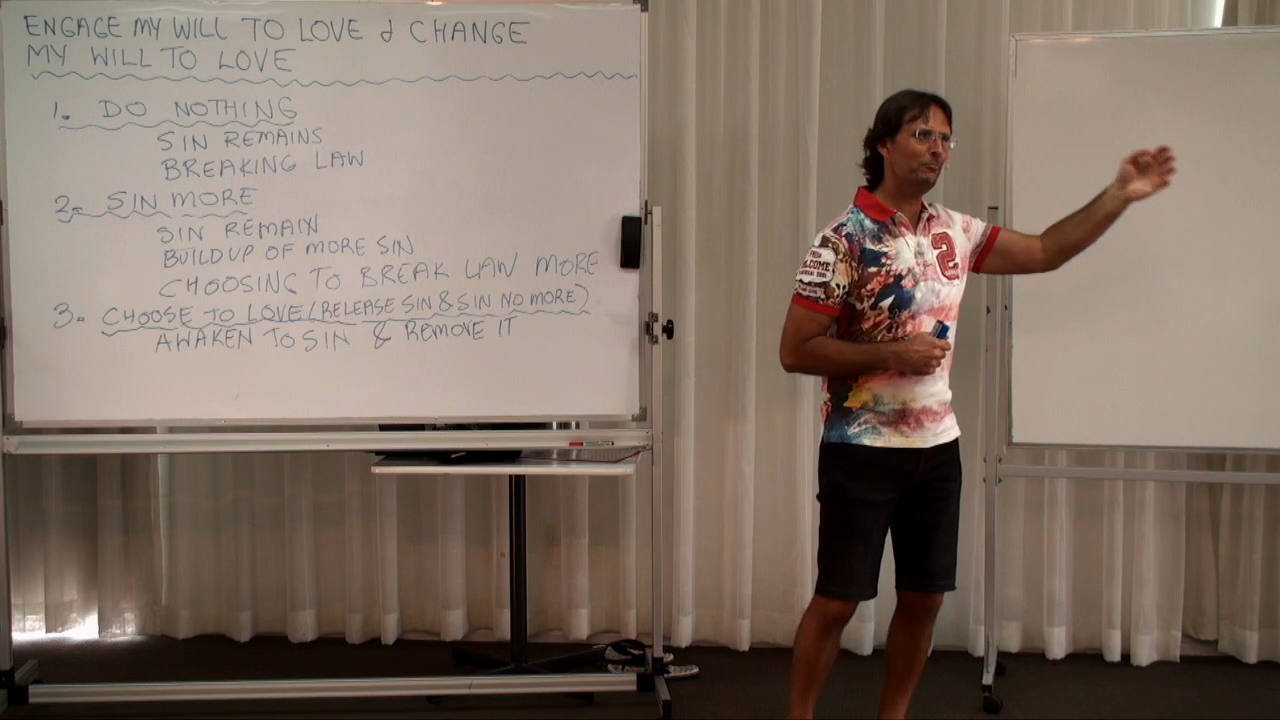 ENGAGE MY WILL TO LOVE & CHANGE
MY WILL TO LOVE
1. DO NOTHING
SIN REMAINS
BREAKING LAW
2. SIN MORE
SIN REMAIN
BUILDUP OF MORE SIN
CHOOSING TO BREAK LAW MORE
3. CHOOSE TO LOVE (RELEASE SIN & SIN NO MORE)
AWAKEN TO SIN & REMOVE IT
2